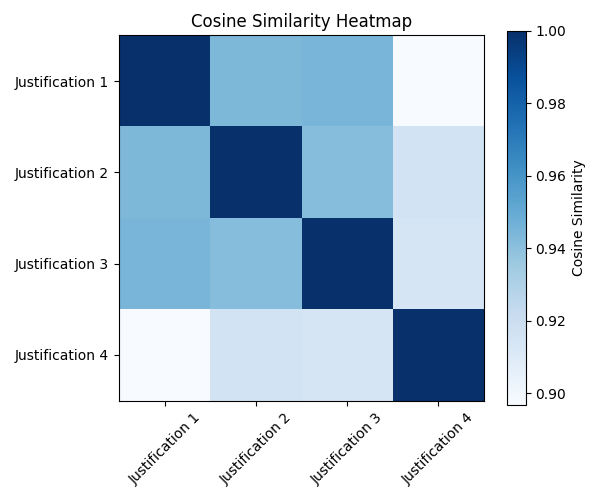 Cosine Similarity Heatmap
Justification 1
Justification 2
Justification 3
Justification 4
Justification 1
Justification 2
Justification 3
Justification 4
1.00
0.98
0.96
0.94
0.92
0.90
Cosine Similarity